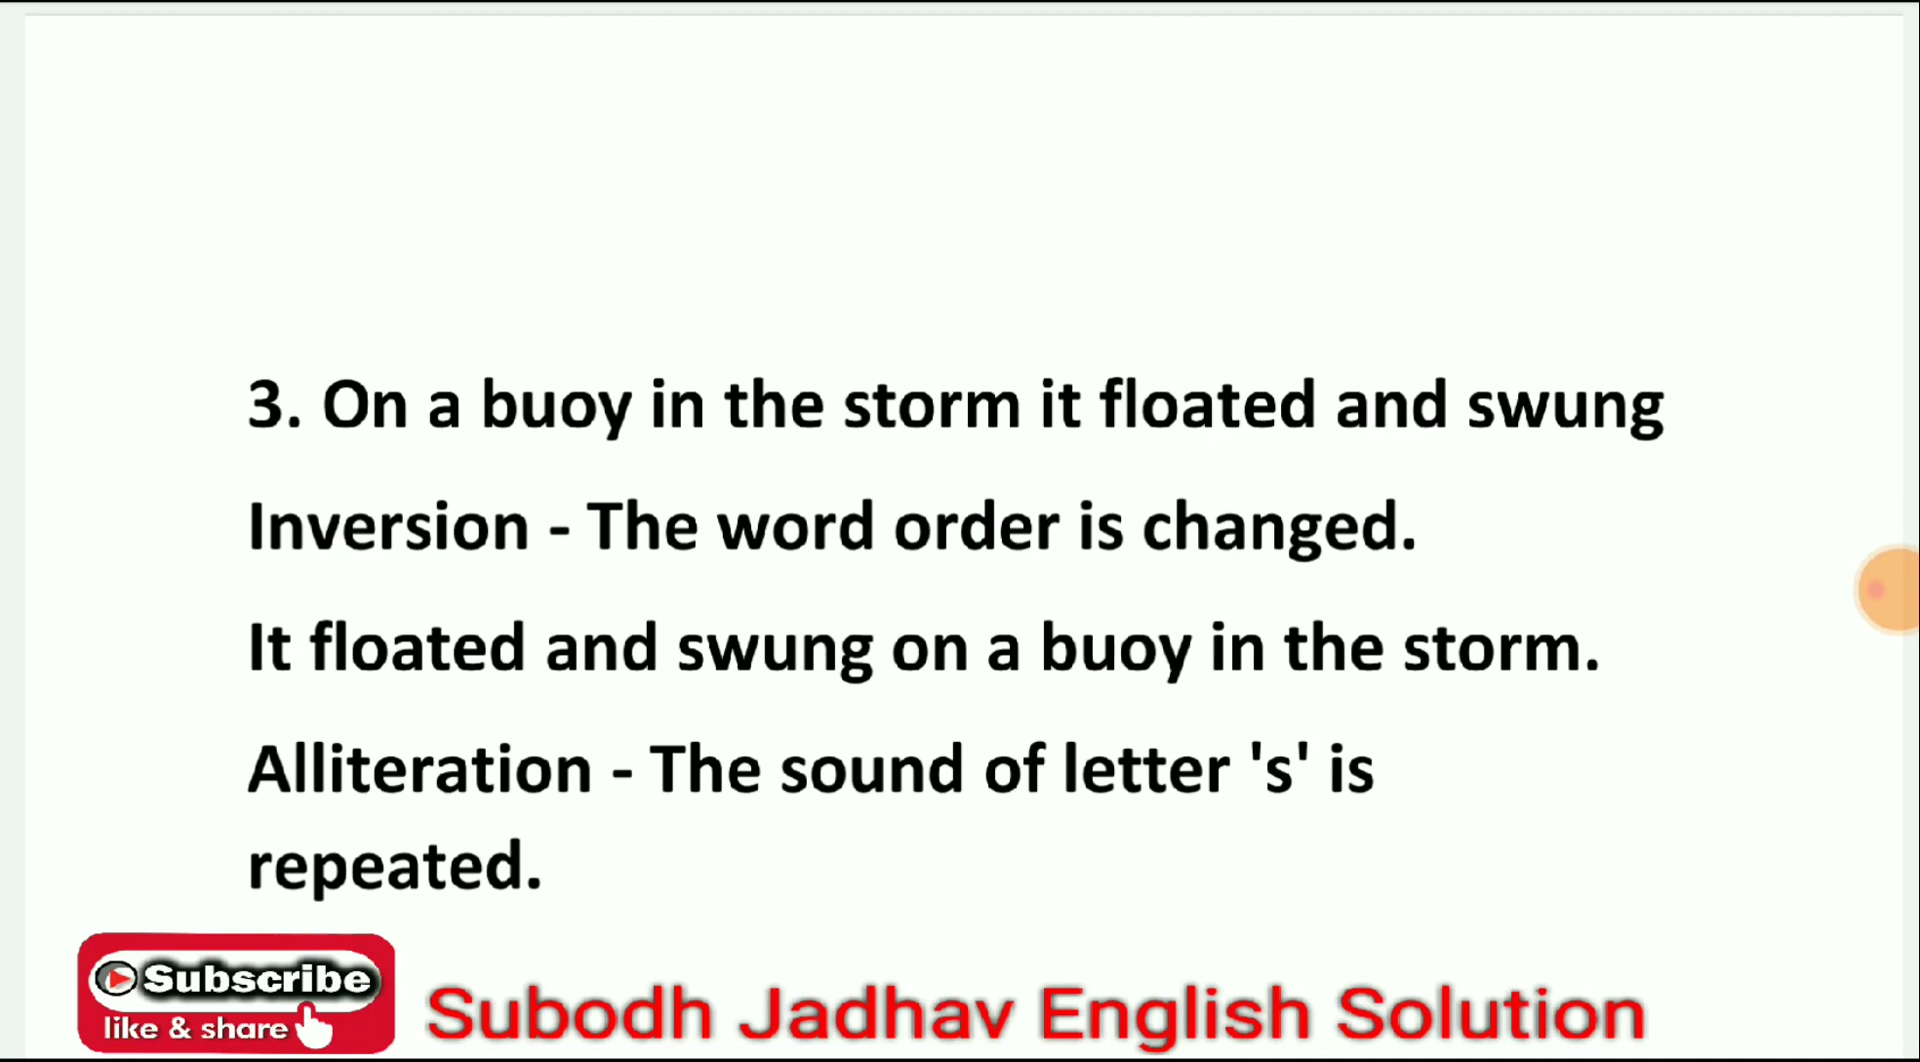 3. On a buoy in the storm it floated and swung
Inversion - The word order is changed.
It floated and swung on a buoy in the storm.
Alliteration - The sound of letter 's' is
repeated.
Subscribe
like & share
Subodh Jadhav English Solution